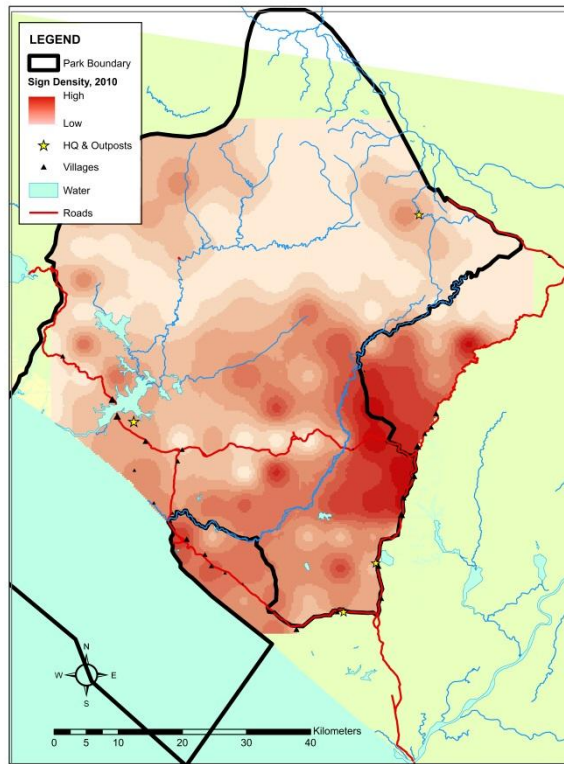 LEGEND
Park Boundary
Sign Density, 2010
High
Low
HQ & Outposts
Villages
Water
Roads
N
W E
S
Kilometers
0 5 10 20 30 40